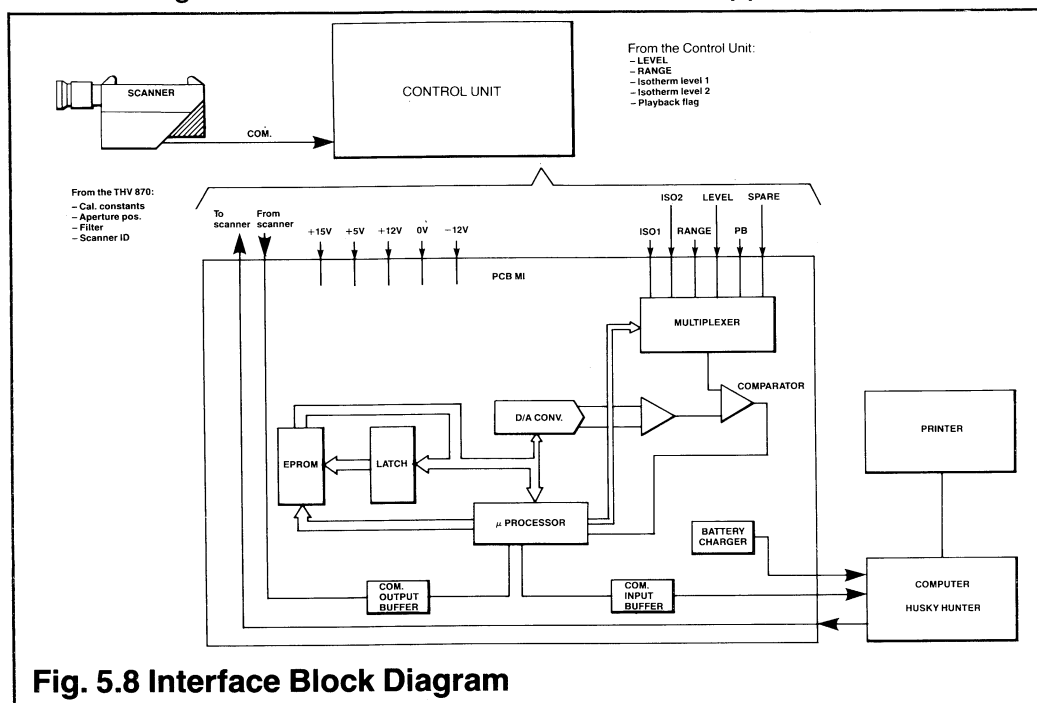 SCANNER
COM.
CONTROL UNIT
From the Control Unit:
– LEVEL
– RANGE
– Isotherm level 1
– Isotherm level 2
– Playback flag
From the THV 870:
– Cal. constants
– Aperture pos.
– Filter
– Scanner ID
To
scanner
From
scanner
+15V
+5V
+12V
0V
−12V
ISO2
LEVEL
SPARE
ISO1
RANGE
PB
PCB MI
MULTIPLEXER
COMPARATOR
D/A CONV.
EPROM
LATCH
μ PROCESSOR
PRINTER
BATTERY
CHARGER
COM.
OUTPUT
BUFFER
COM.
INPUT
BUFFER
COMPUTER
HUSKY HUNTER
Fig. 5.8 Interface Block Diagram